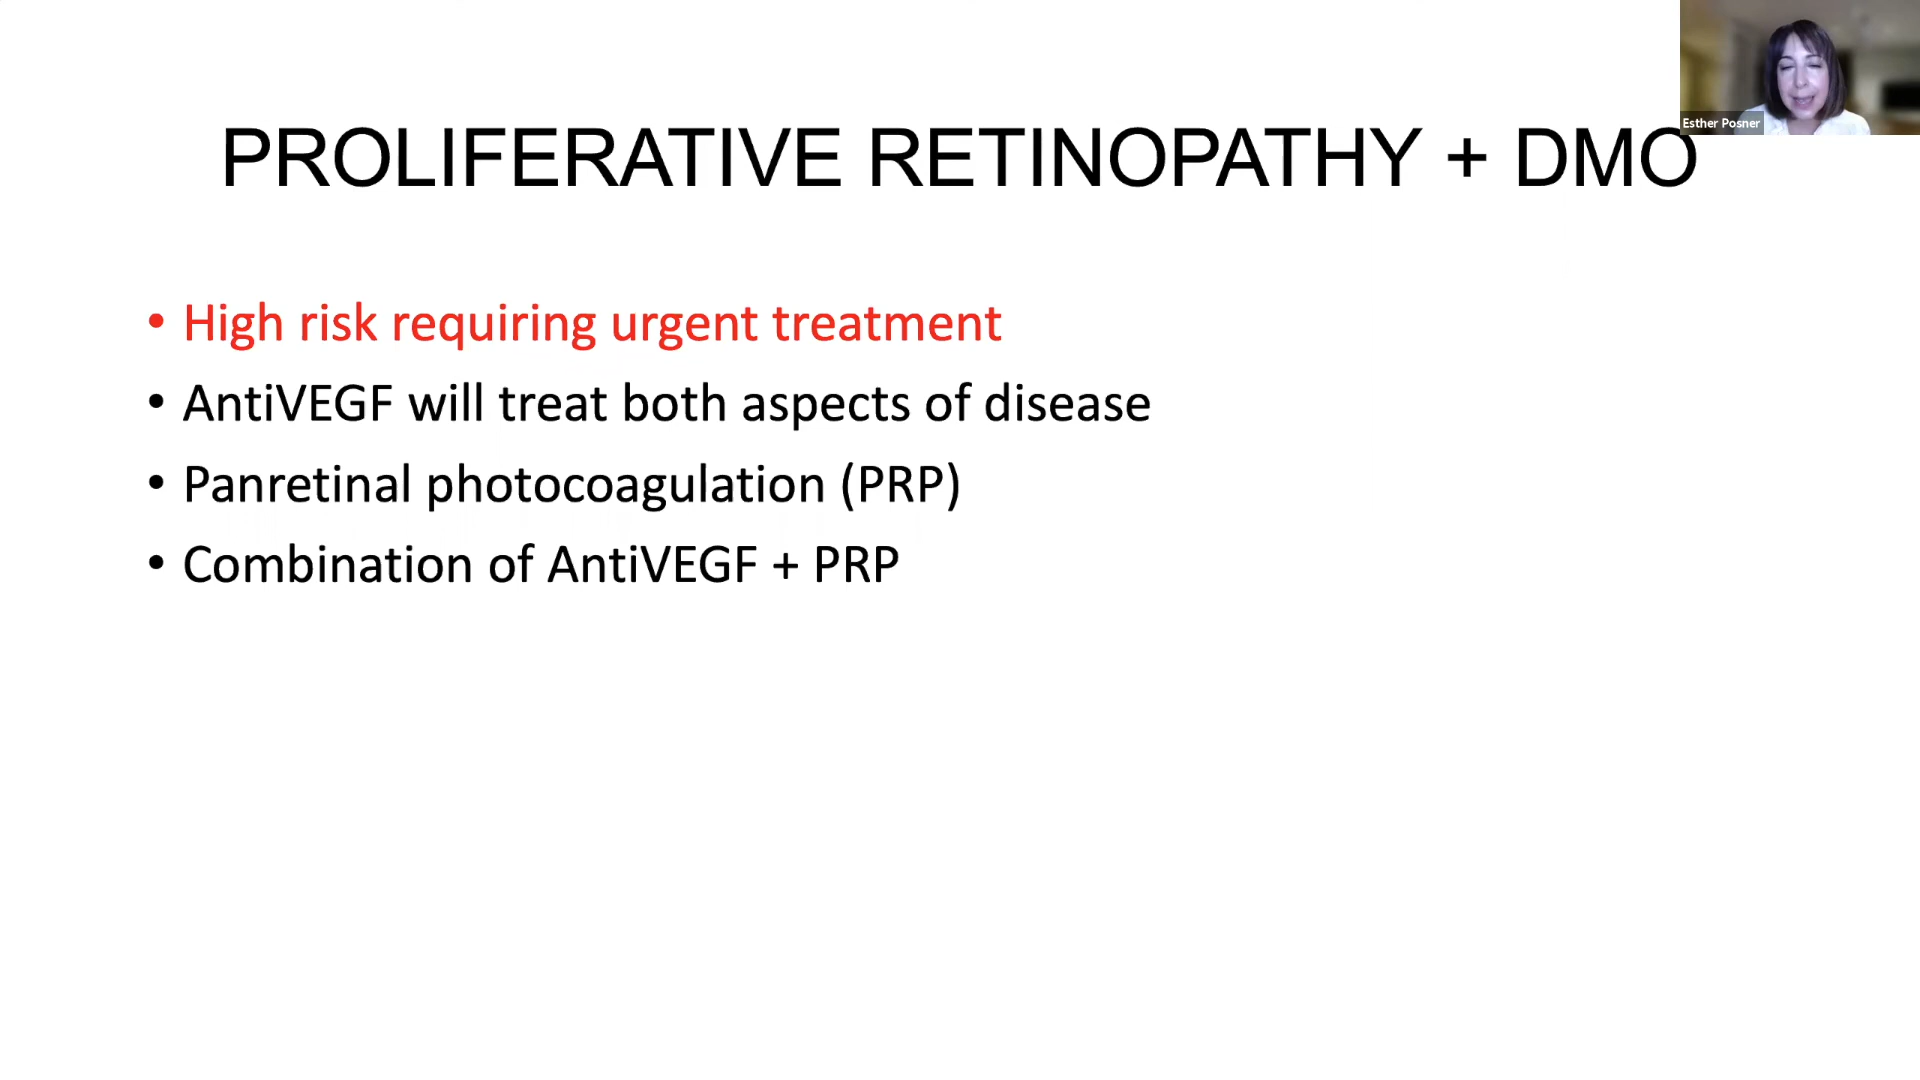 Esther Posner
PROLIFERATIVE RETINOPATHY + DMO
• High risk requiring urgent treatment
• AntiVEGF will treat both aspects of disease
• Panretinal photocoagulation (PRP)
• Combination of AntiVEGF + PRP